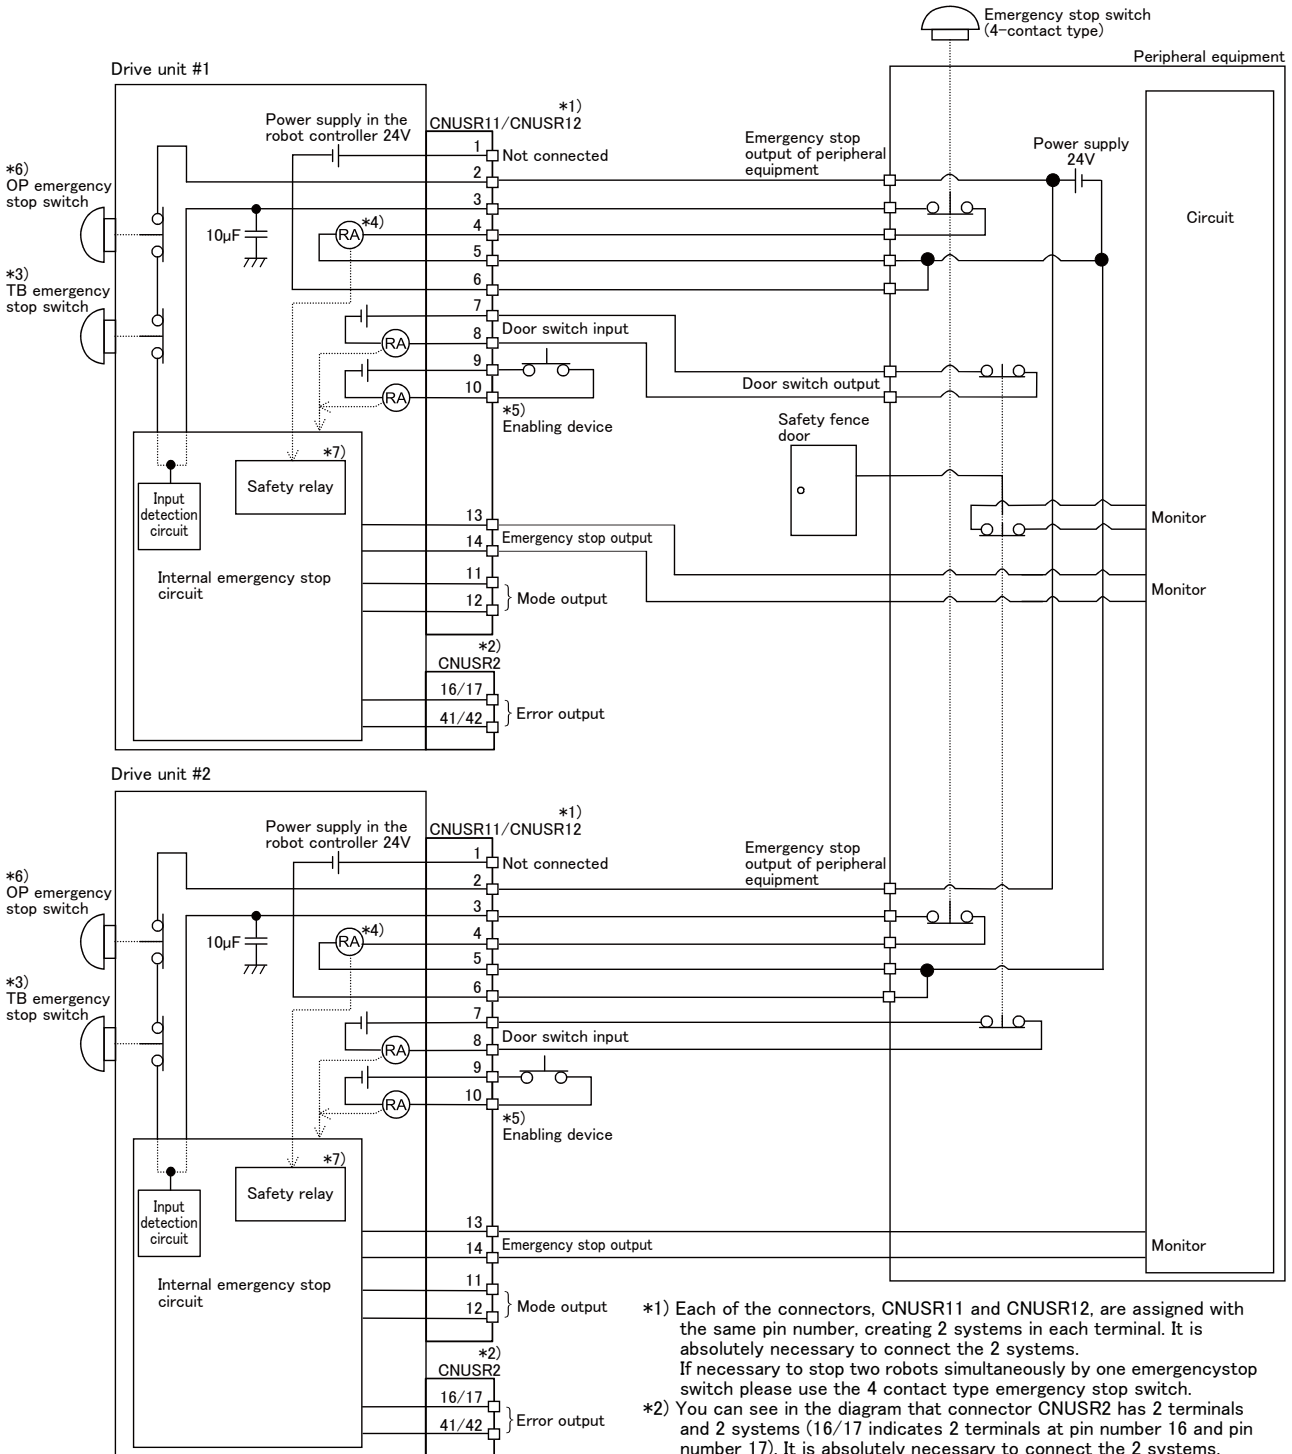 Emergency stop switch
(4-contact type)
Peripheral equipment
Drive unit #1
*1)
Power supply in the
robot controller 24V
CNUSR11/CNUSR12
1
Not connected
Emergency stop
output of peripheral
equipment
Power supply
24V
Circuit
*6)
OP emergency
stop switch
2
3
10μF
RA
*4)
4
5
*3)
TB emergency
stop switch
6
7
Door switch input
RA
8
9
Door switch output
RA
10
*5)
Enabling device
Safety fence
door
*7)
Safety relay
Input
detection
circuit
13
Emergency stop output
14
Monitor
Internal emergency stop
circuit
11
12
Mode output
Monitor
*2)
CNUSR2
16/17
41/42
Error output
Drive unit #2
*1)
Power supply in the
robot controller 24V
CNUSR11/CNUSR12
1
Not connected
Emergency stop
output of peripheral
equipment
*6)
OP emergency
stop switch
2
3
10μF
RA
*4)
4
5
*3)
TB emergency
stop switch
6
7
Door switch input
RA
8
9
RA
10
*5)
Enabling device
*7)
Safety relay
Input
detection
circuit
13
Emergency stop output
14
Monitor
Internal emergency stop
circuit
11
12
Mode output
*2)
CNUSR2
16/17
41/42
Error output
*1) Each of the connectors, CNUSR11 and CNUSR12, are assigned with
the same pin number, creating 2 systems in each terminal. It is
absolutely necessary to connect the 2 systems.
If necessary to stop two robots simultaneously by one emergencystop
switch please use the 4 contact type emergency stop switch.
*2) You can see in the diagram that connector CNUSR2 has 2 terminals
and 2 systems (16/17 indicates 2 terminals at pin number 16 and pin
number 17). It is absolutely necessary to connect the 2 systems.